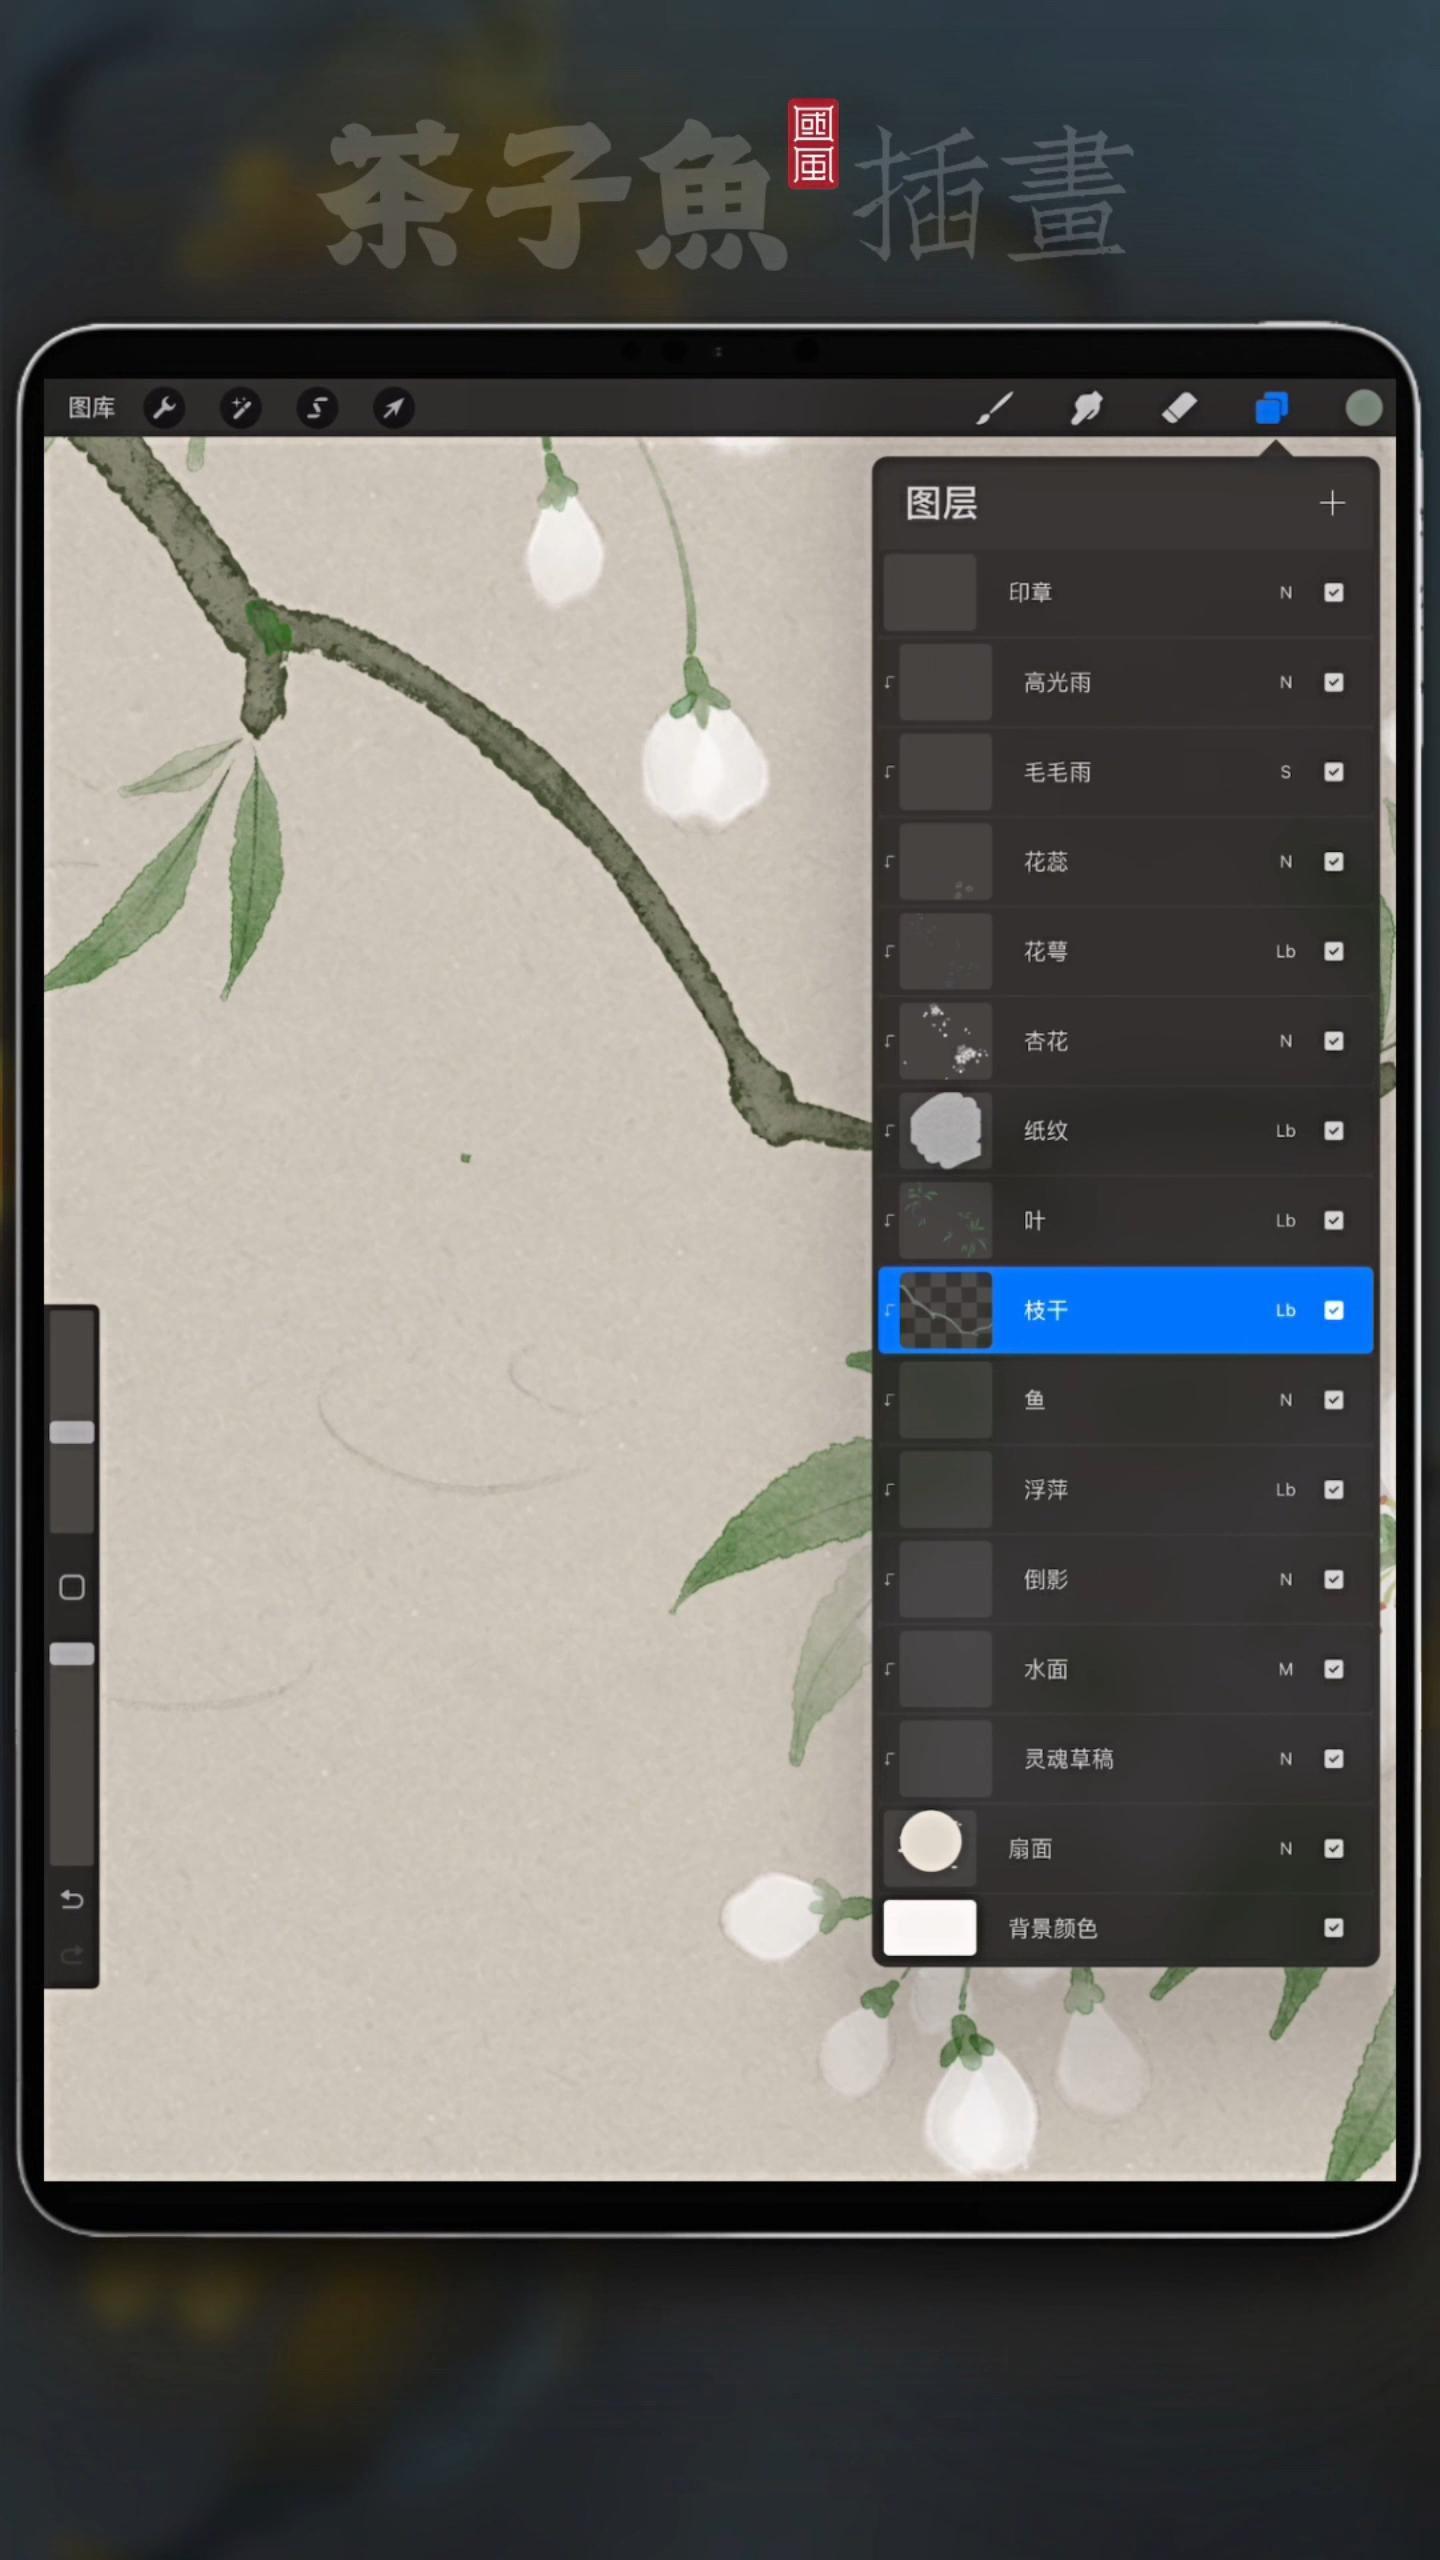 茶子魚 國風 插畫
图库
图层
印章 N
高光雨 N
毛毛雨 S
花蕊 N
花萼 Lb
杏花 N
纸纹 Lb
叶 Lb
枝干 Lb
鱼 N
浮萍 Lb
倒影 N
水面 M
灵魂草稿 N
扇面 N
背景颜色